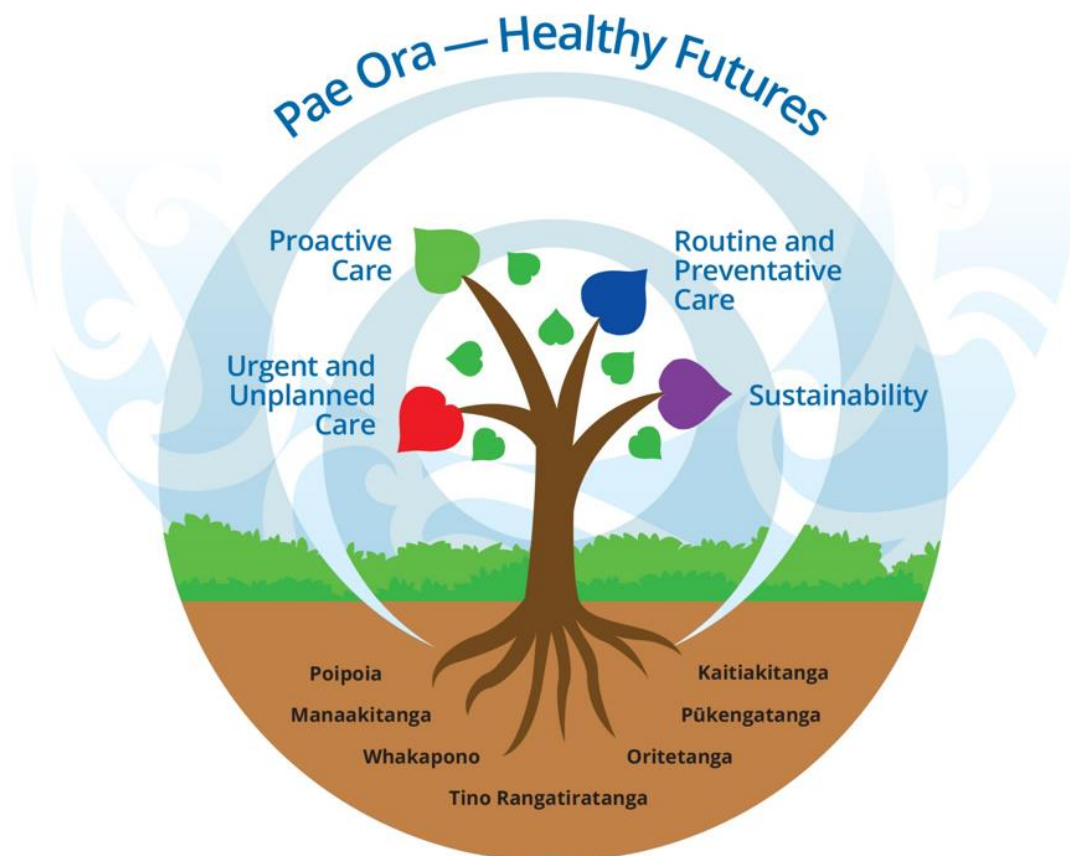 Pae Ora — Healthy Futures
Proactive
Care
Routine and
Preventative
Care
Urgent and
Unplanned
Care
Sustainability
Poipoia
Kaitiakitanga
Manaakitanga
Pūkengatanga
Whakapono
Oritetanga
Tino Rangatiratanga